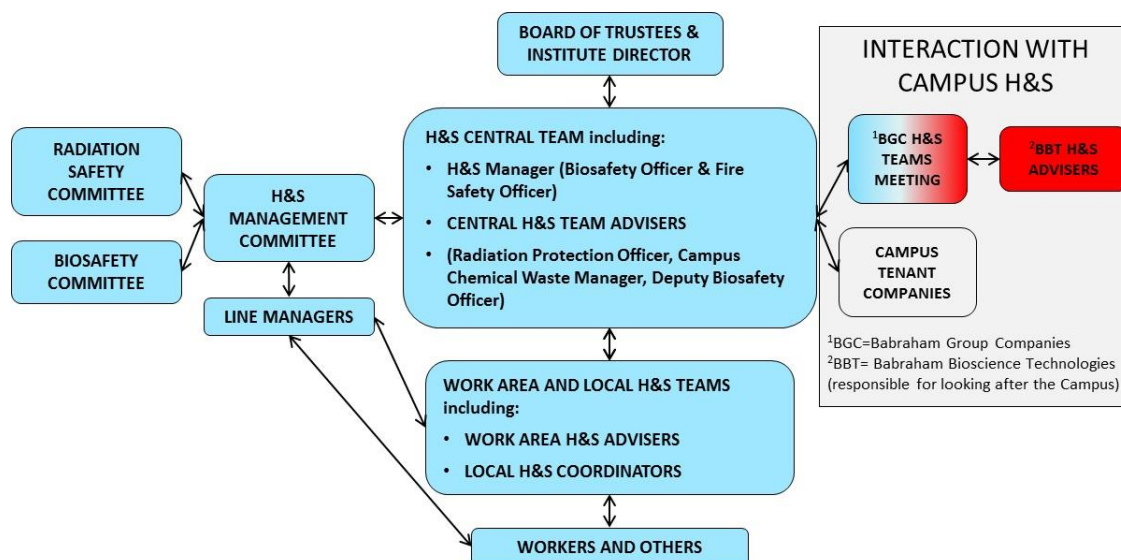 BOARD OF TRUSTEES &
INSTITUTE DIRECTOR
INTERACTION WITH
CAMPUS H&S
RADIATION
SAFETY
COMMITTEE
BIOSAFETY
COMMITTEE
H&S
MANAGEMENT
COMMITTEE
LINE MANAGERS
H&S CENTRAL TEAM including:
• H&S Manager (Biosafety Officer & Fire
Safety Officer)
• CENTRAL H&S TEAM ADVISERS
• (Radiation Protection Officer, Campus
Chemical Waste Manager, Deputy Biosafety
Officer)
¹BGC H&S
TEAMS
MEETING
²BBT H&S
ADVISERS
CAMPUS
TENANT
COMPANIES
¹BGC=Babraham Group Companies
²BBT= Babraham Bioscience Technologies
(responsible for looking after the Campus)
WORK AREA AND LOCAL H&S TEAMS
including:
• WORK AREA H&S ADVISERS
• LOCAL H&S COORDINATORS
WORKERS AND OTHERS